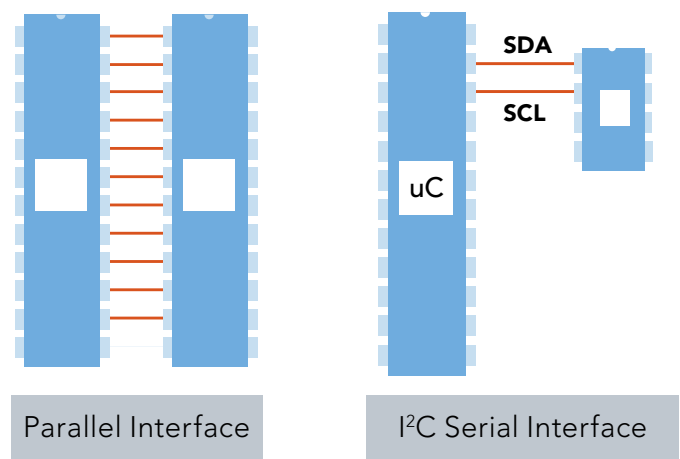 SDA
SCL
uC
Parallel Interface
I²C Serial Interface